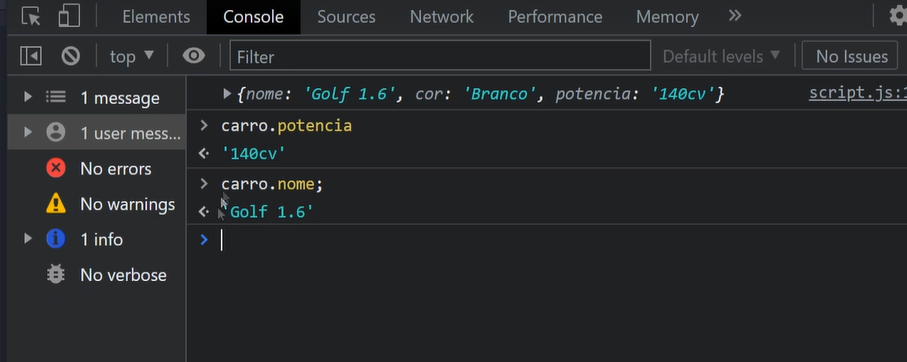 Elements Console Sources Network Performance Memory »
top ▼ Filter Default levels ▼ No Issues
1 message
1 user mess...
No errors
No warnings
1 info
No verbose
{nome: 'Golf 1.6', cor: 'Branco', potencia: '140cv'} script.js:1
> carro.potencia
'140cv'
> carro.nome;
'Golf 1.6'
>